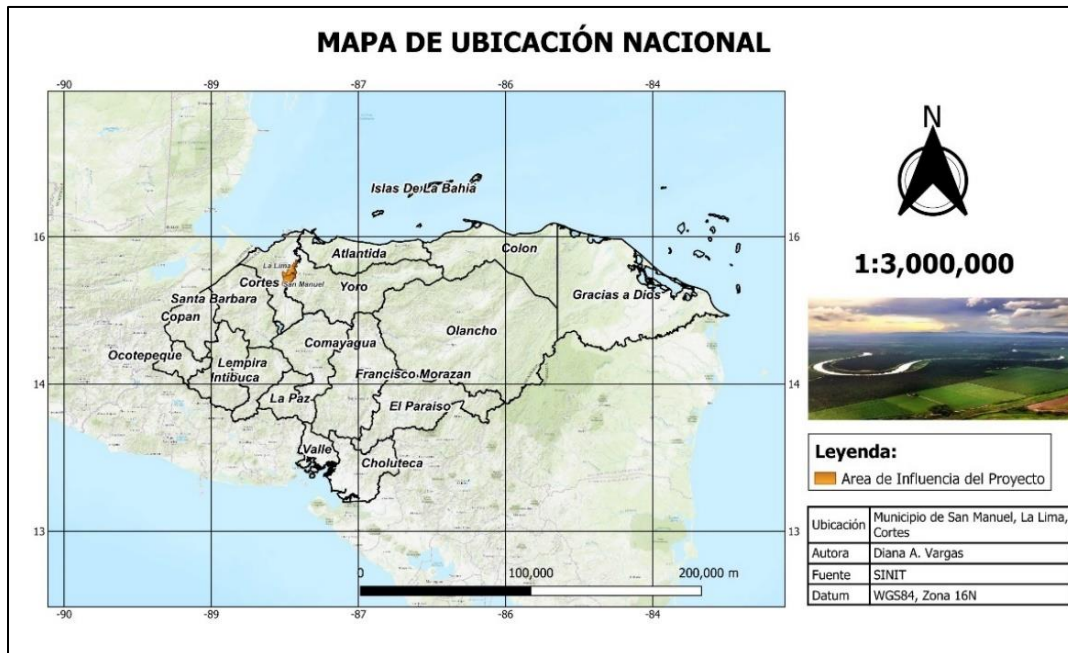 MAPA DE UBICACIÓN NACIONAL
-90 -89 -87 -86 -84
16 16
14 14
13 13
-90 -89 -87 -86 -84
Islas De La Bahia
Atlantida
Colon
La Lima
Cortes
San Manuel
Yoro
Gracias a Dios
Santa Barbara
Copan
Olancho
Comayagua
Ocotepeque
Lempira
Intibuca
Francisco Morazan
La Paz
El Paraiso
Valle
Choluteca
0 100,000 200,000 m
N
1:3,000,000
Leyenda:
Area de Influencia del Proyecto
Ubicación Municipio de San Manuel, La Lima,
Cortes
Autora Diana A. Vargas
Fuente SINIT
Datum WGS84, Zona 16N